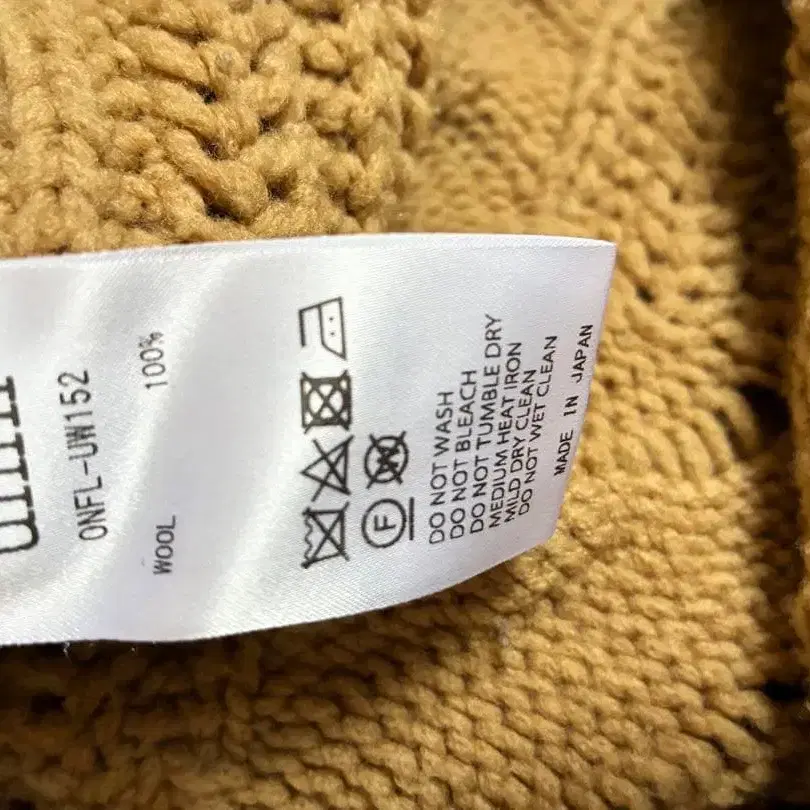 ONFL-UW152
WOOL 100%
F
DO NOT WASH
DO NOT BLEACH
DO NOT TUMBLE DRY
MEDIUM HEAT IRON
MILD DRY CLEAN
DO NOT WET CLEAN
MADE IN JAPAN